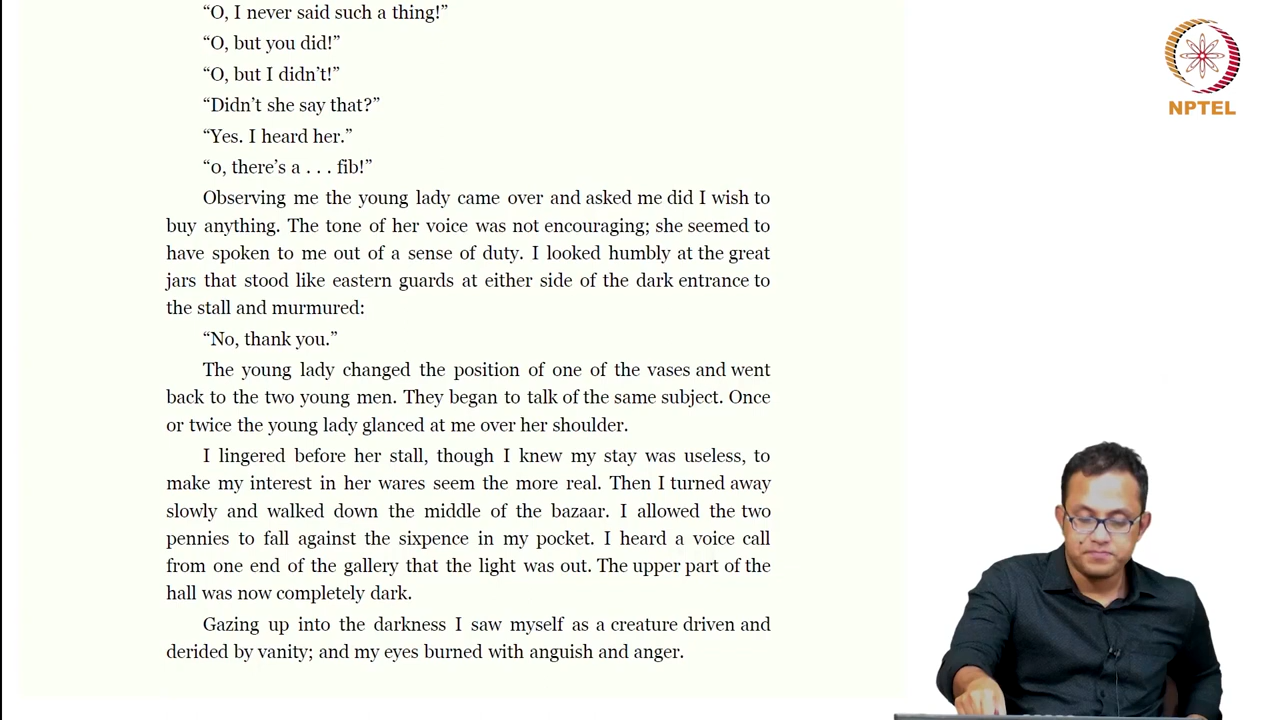 “O, I never said such a thing!”
“O, but you did!”
“O, but I didn’t!”
“Didn’t she say that?”
“Yes. I heard her.”
“o, there’s a . . . fib!”
Observing me the young lady came over and asked me did I wish to
buy anything. The tone of her voice was not encouraging; she seemed to
have spoken to me out of a sense of duty. I looked humbly at the great
jars that stood like eastern guards at either side of the dark entrance to
the stall and murmured:
“No, thank you.”
The young lady changed the position of one of the vases and went
back to the two young men. They began to talk of the same subject. Once
or twice the young lady glanced at me over her shoulder.
I lingered before her stall, though I knew my stay was useless, to
make my interest in her wares seem the more real. Then I turned away
slowly and walked down the middle of the bazaar. I allowed the two
pennies to fall against the sixpence in my pocket. I heard a voice call
from one end of the gallery that the light was out. The upper part of the
hall was now completely dark.
Gazing up into the darkness I saw myself as a creature driven and
derided by vanity; and my eyes burned with anguish and anger.
NPTEL